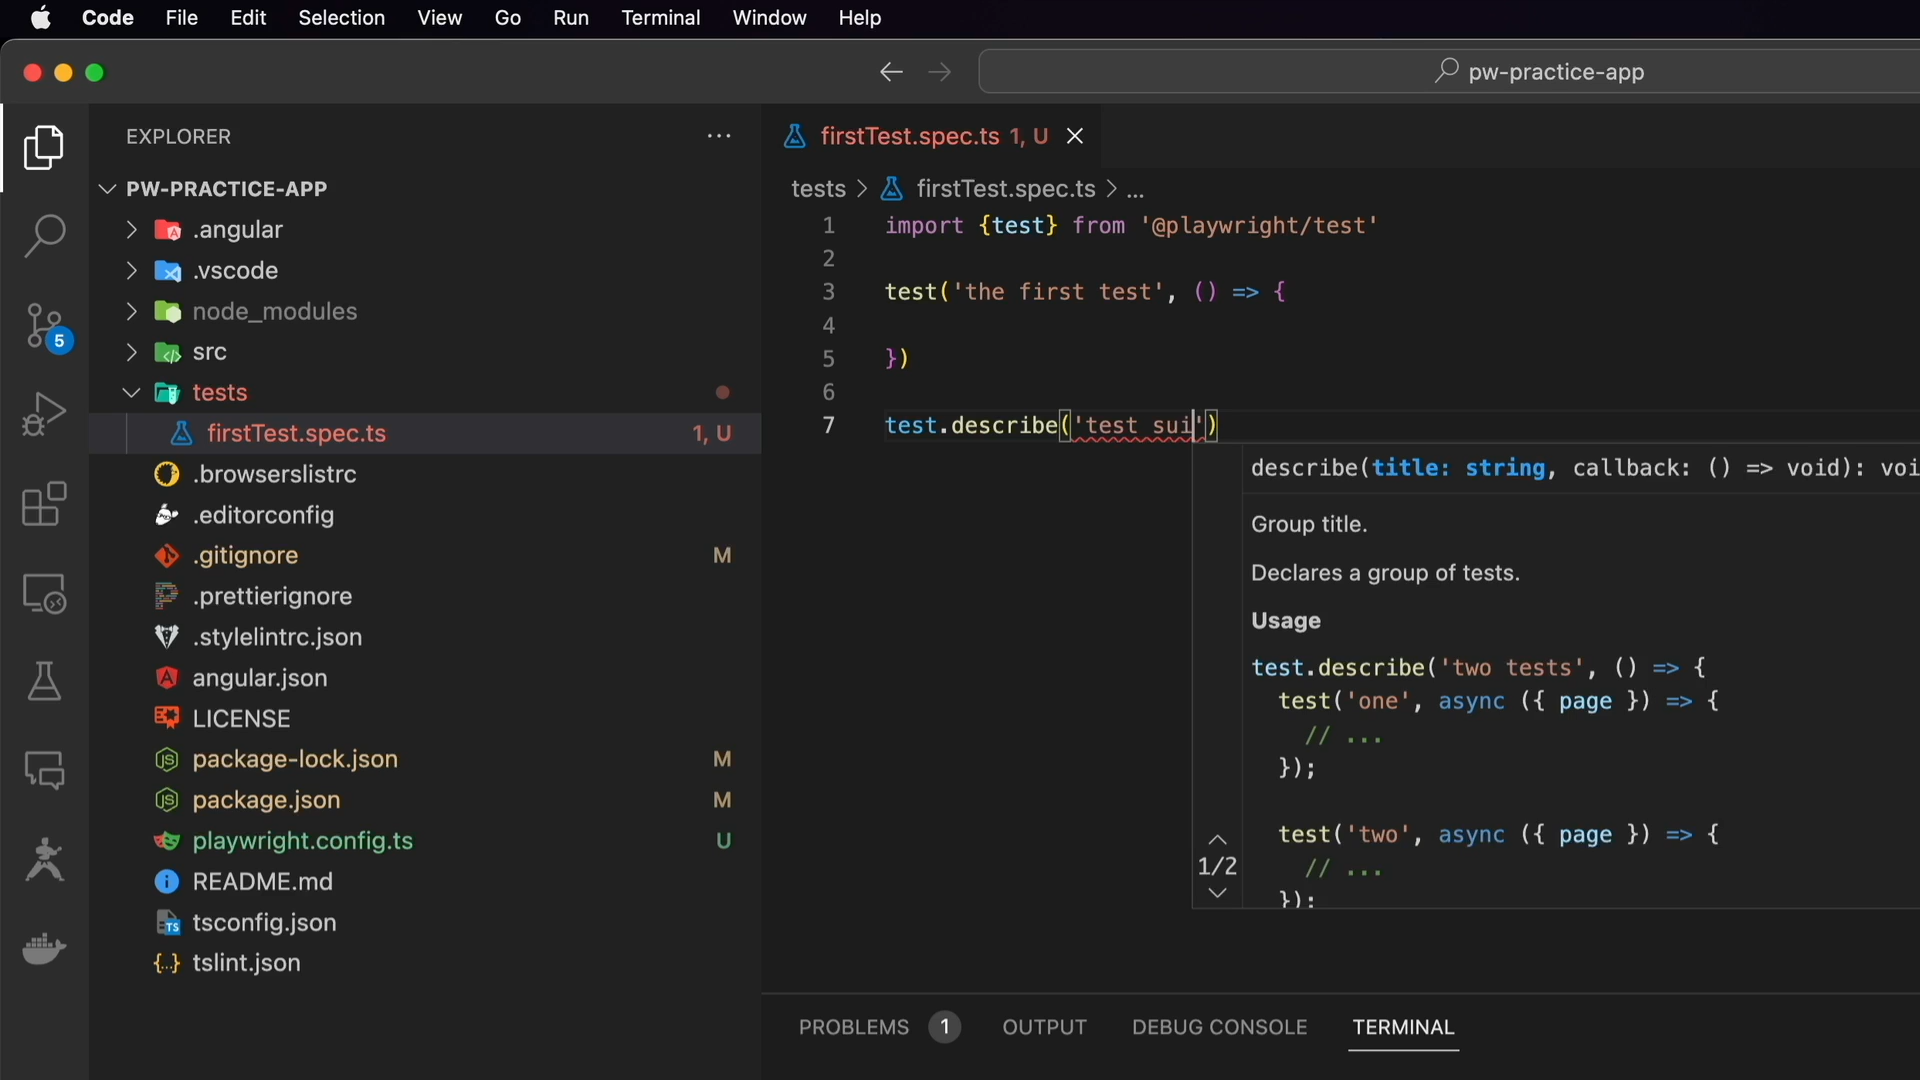 Code File Edit Selection View Go Run Terminal Window Help
pw-practice-app
EXPLORER ...
PW-PRACTICE-APP
.angular
.vscode
node_modules
5
src
tests
firstTest.spec.ts 1, U
.browserslistrc
.editorconfig
.gitignore M
.prettierignore
.stylelintrc.json
angular.json
LICENSE
package-lock.json M
package.json M
playwright.config.ts U
README.md
tsconfig.json
tslint.json
firstTest.spec.ts 1, U
tests > firstTest.spec.ts > ...
1 import {test} from '@playwright/test'
2
3 test('the first test', () => {
4
5 })
6
7 test.describe('test sui')
describe(title: string, callback: () => void): voi
Group title.
Declares a group of tests.
Usage
test.describe('two tests', () => {
test('one', async ({ page }) => {
// ...
});
test('two', async ({ page }) => {
// ...
});
1/2
PROBLEMS 1 OUTPUT DEBUG CONSOLE TERMINAL